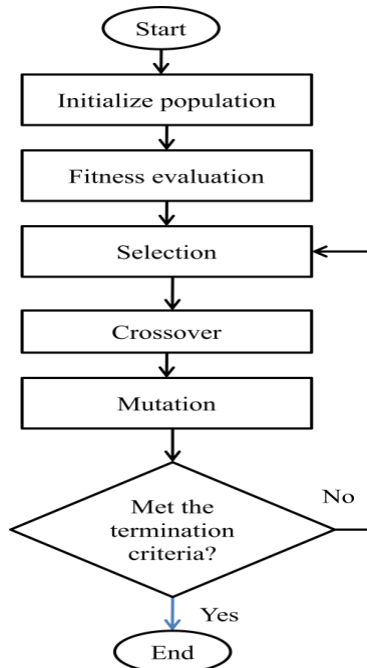 Start
Initialize population
Fitness evaluation
Selection
Crossover
Mutation
Met the
termination
criteria?
No
Yes
End